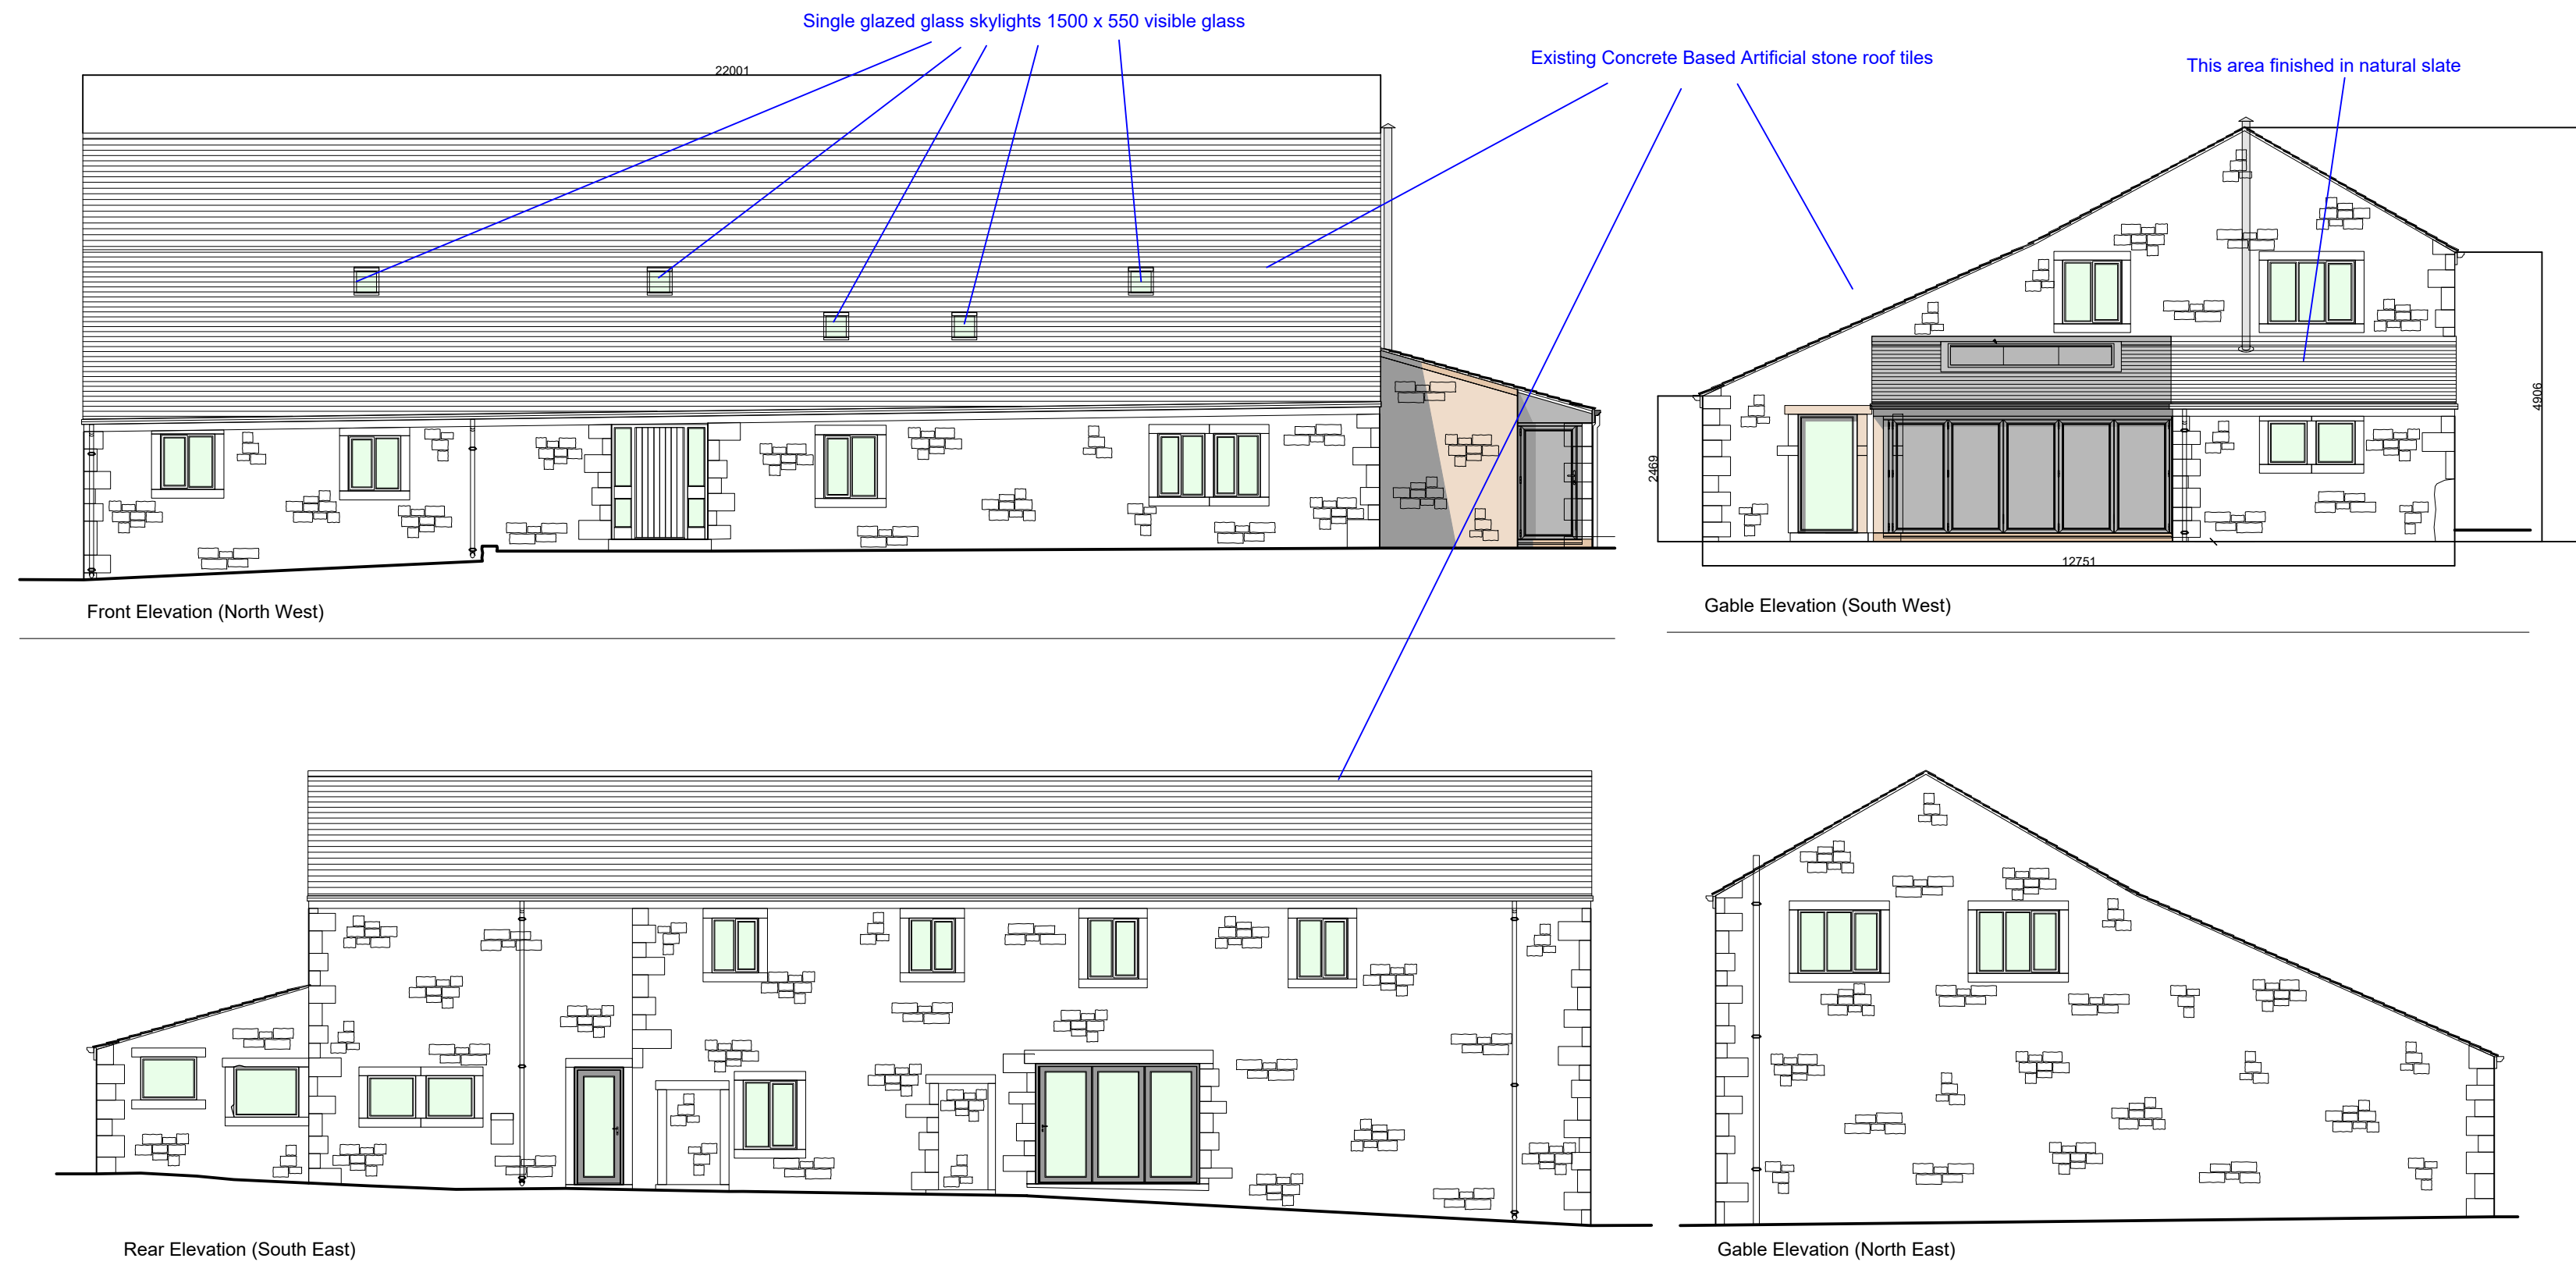 Single glazed glass skylights 1500 x 550 visible glass
Existing Concrete Based Artificial stone roof tiles
This area finished in natural slate
22001
4906
2469
12751
Front Elevation (North West)
Gable Elevation (South West)
Rear Elevation (South East)
Gable Elevation (North East)